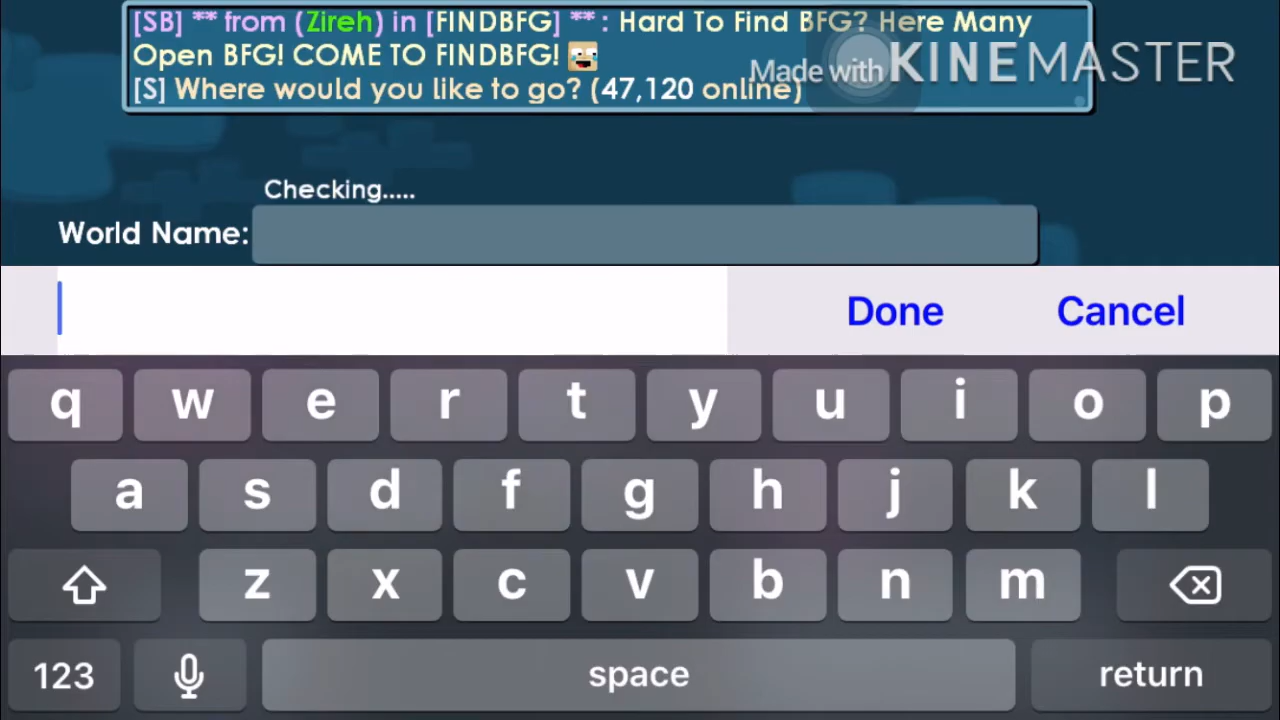 [SB] ** from (Zireh) in [FINDBFG] ** : Hard To Find BFG? Here Many
Open BFG! COME TO FINDBFG!
Made with KINEMASTER
[S] Where would you like to go? (47,120 online)
Checking.....
World Name:
Done Cancel
q w e r t y u i o p
a s d f g h j k l
z x c v b n m
123 space return